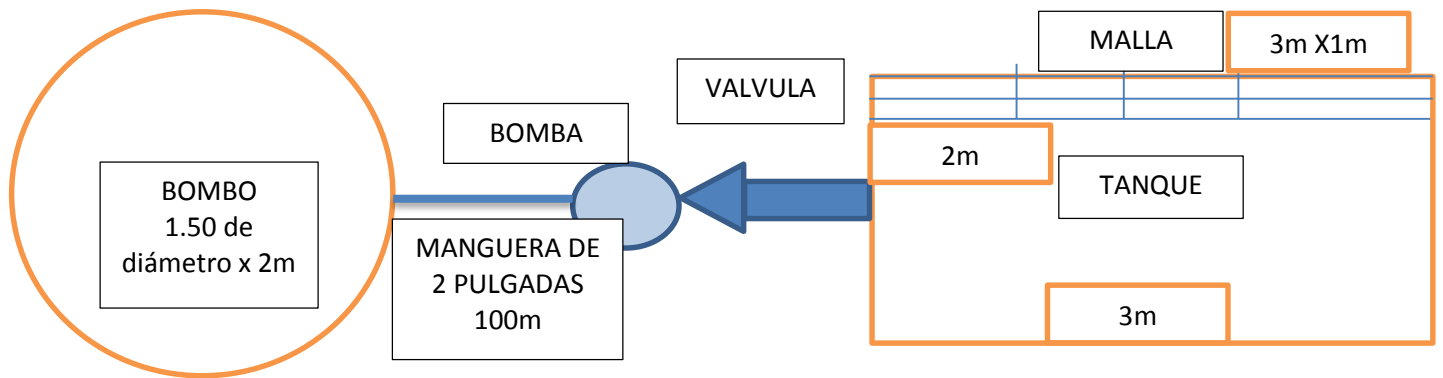 MALLA
3m X1m
VALVULA
BOMBA
2m
TANQUE
BOMBO
1.50 de
diámetro x 2m
MANGUERA DE
2 PULGADAS
100m
3m